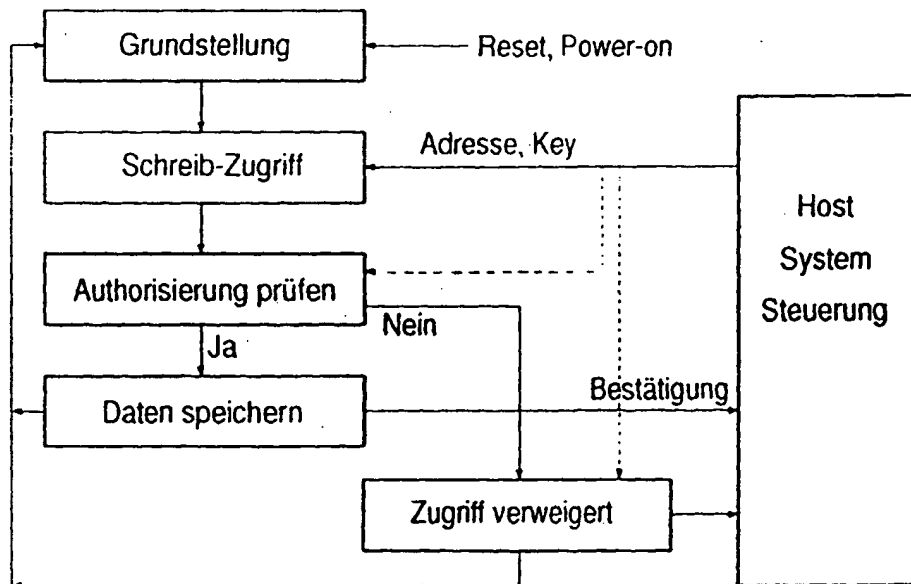 Grundstellung
Reset, Power-on
Schreib-Zugriff
Adresse, Key
Host
System
Steuerung
Authorisierung prüfen
Nein
Ja
Daten speichern
Bestätigung
Zugriff verweigert